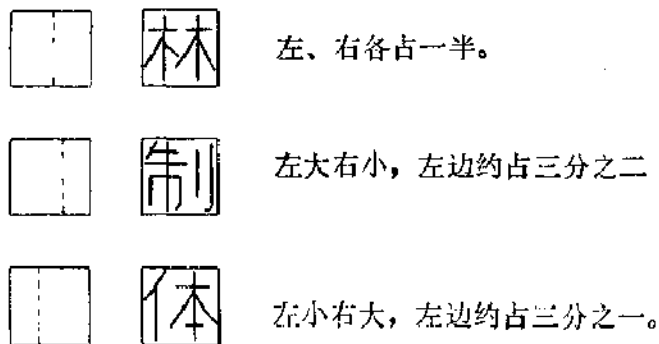 林 左、右各占一半。
制 左大右小，左边约占三分之二
体 左小右大，左边约占三分之一。